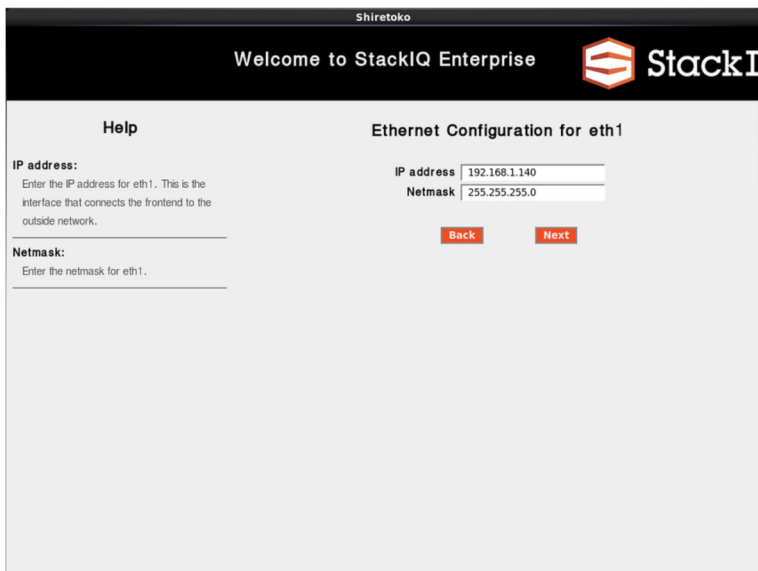 Shiretoko
Welcome to StackIQ Enterprise
StackI
Help
IP address:
Enter the IP address for eth1. This is the
interface that connects the frontend to the
outside network.
Netmask:
Enter the netmask for eth1.
Ethernet Configuration for eth1
IP address 192.168.1.140
Netmask 255.255.255.0
Back Next